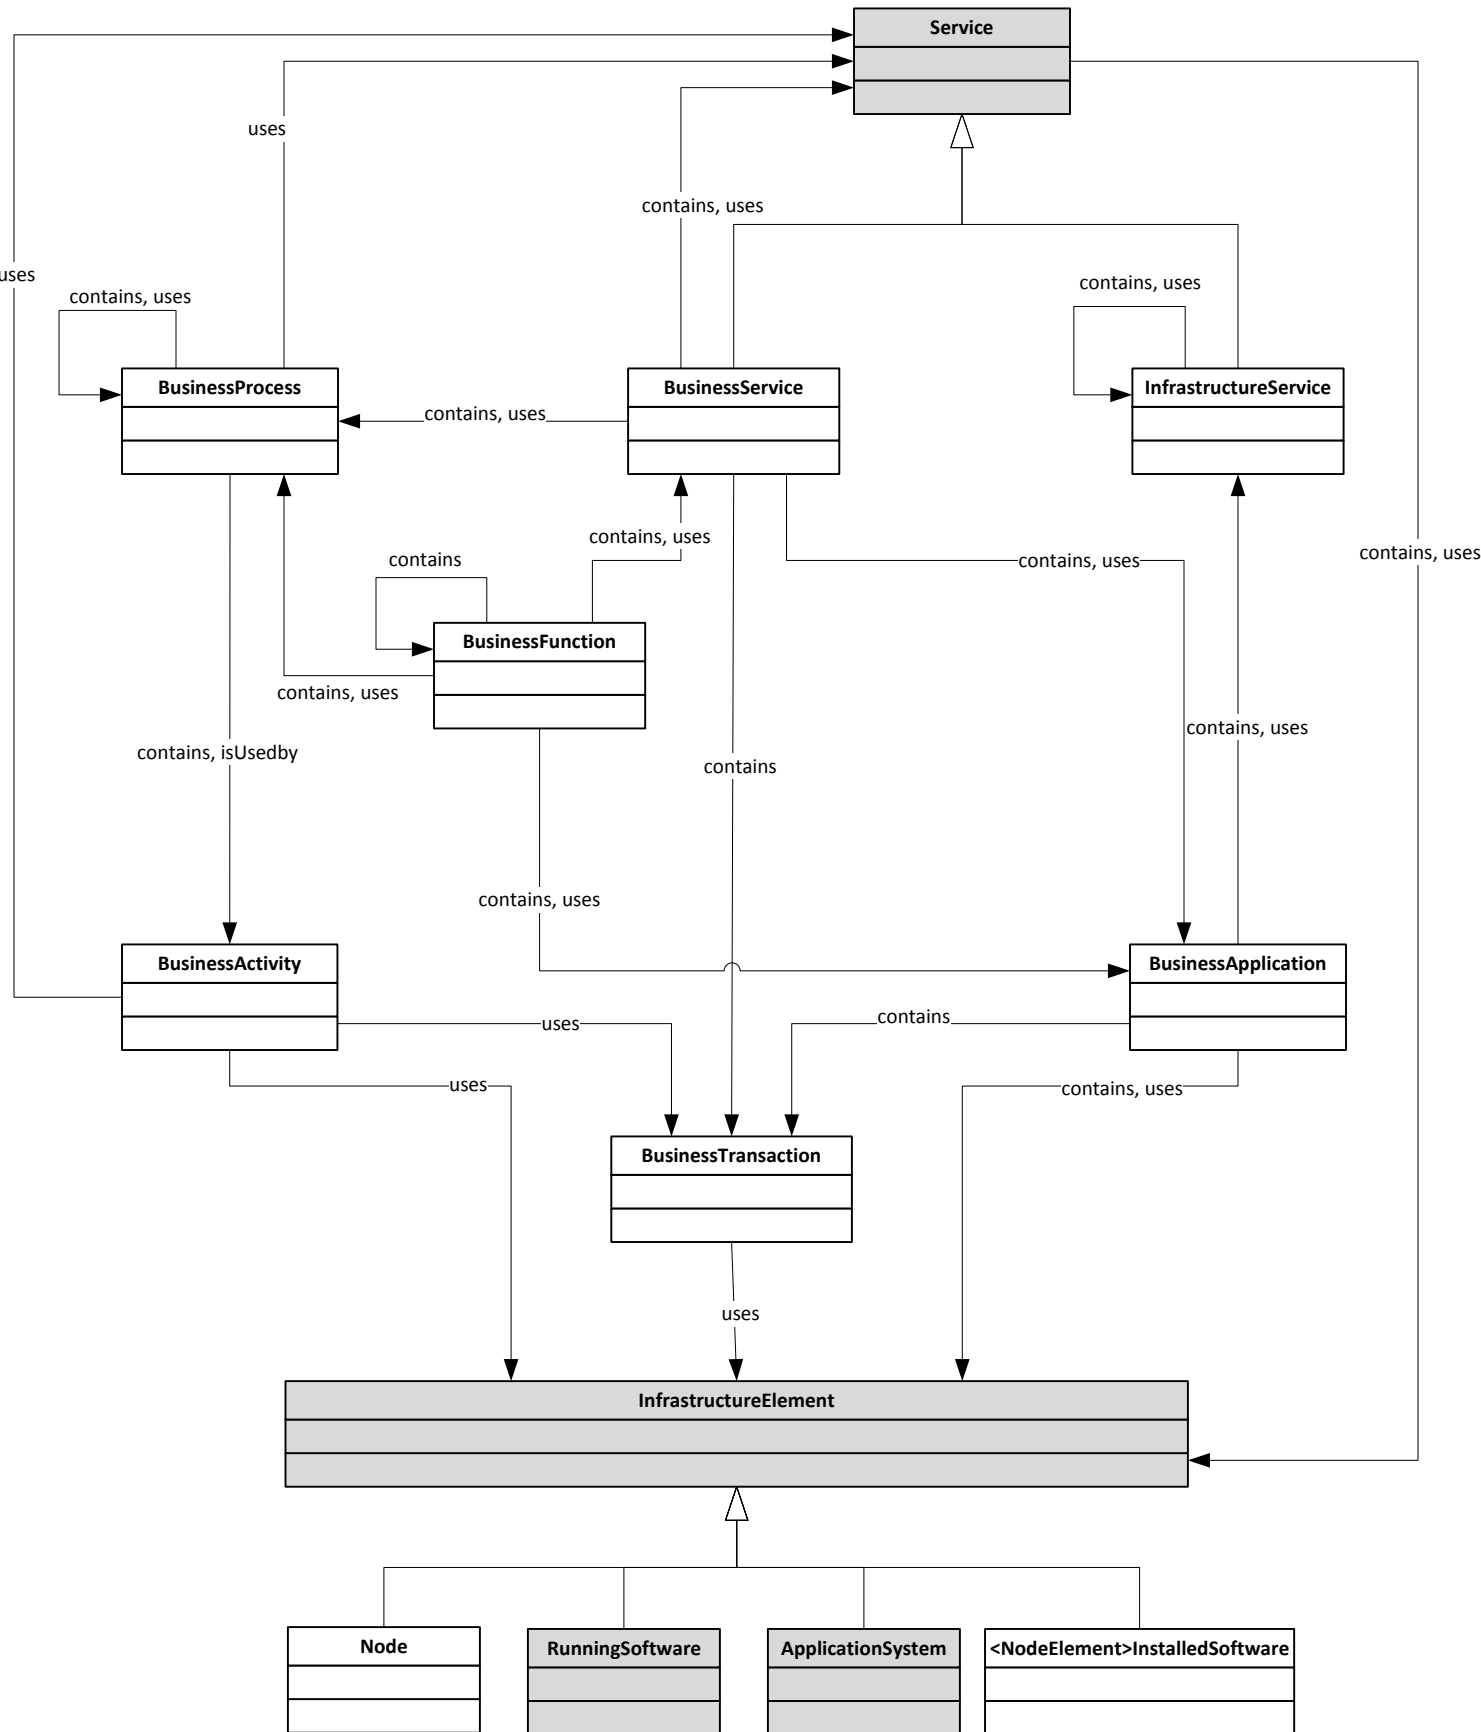 Service
uses
contains, uses
uses
contains, uses
contains, uses
BusinessProcess
BusinessService
InfrastructureService
contains, uses
contains, uses
contains, uses
contains, uses
contains
BusinessFunction
contains, uses
contains, uses
contains, isUsedby
contains
contains, uses
BusinessActivity
BusinessApplication
contains
uses
uses
contains, uses
BusinessTransaction
uses
InfrastructureElement
Node
RunningSoftware
ApplicationSystem
<NodeElement>InstalledSoftware